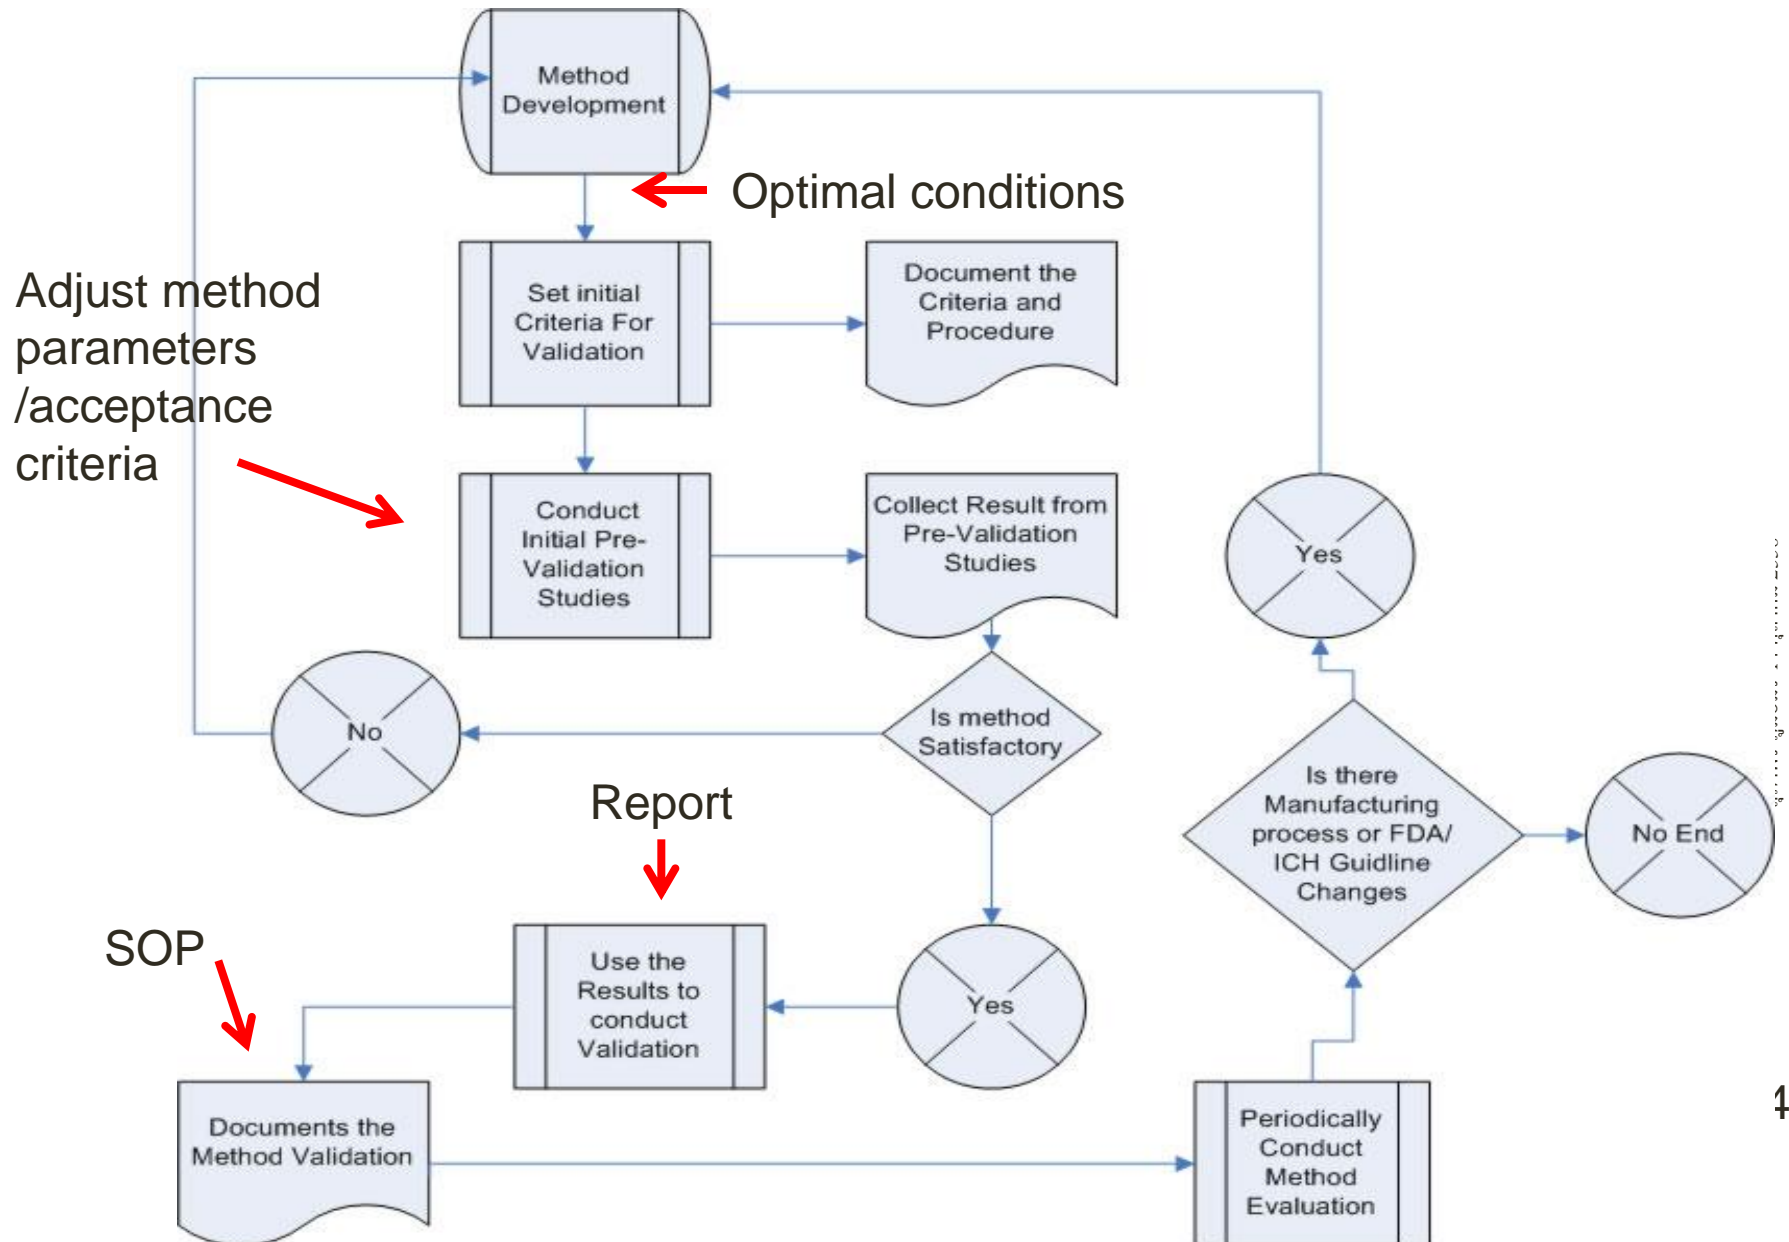 Method
Development
Optimal conditions
Adjust method
parameters
/acceptance
criteria
Set initial
Criteria For
Validation
Document the
Criteria and
Procedure
Conduct
Initial Pre-
Validation
Studies
Collect Result from
Pre-Validation
Studies
Yes
No
Is method
Satisfactory
Report
Is there
Manufacturing
process or FDA/
ICH Guidline
Changes
No End
SOP
Use the
Results to
conduct
Validation
Yes
Documents the
Method Validation
Periodically
Conduct
Method
Evaluation